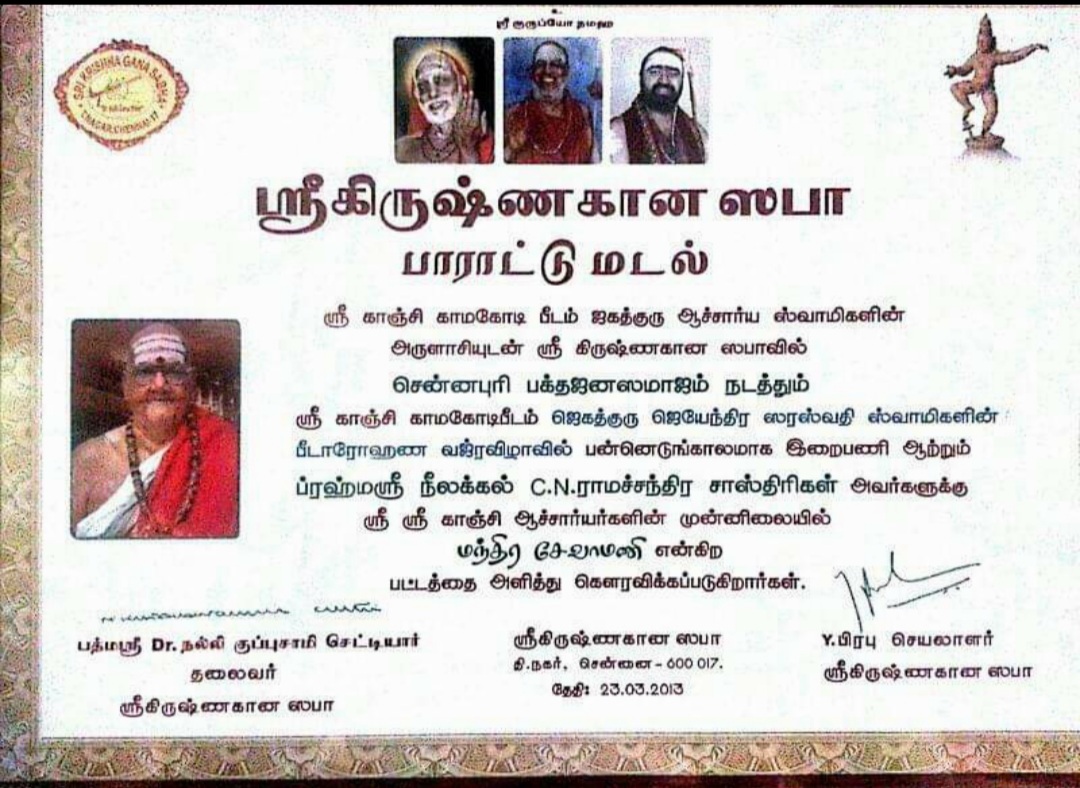 ஸ்ரீ குருப்யோ நமஹ
SRI KRISHNA GANA SABHA
T.NAGAR, CHENNAI-17
ஸ்ரீகிருஷ்ணகான ஸபா
பாராட்டு மடல்
ஸ்ரீ காஞ்சி காமகோடி பீடம் ஜகத்குரு ஆச்சார்ய ஸ்வாமிகளின்
அருளாசியுடன் ஸ்ரீ கிருஷ்ணகான ஸபாவில்
சென்னபுரி பக்தஜனஸமாஜம் நடத்தும்
ஸ்ரீ காஞ்சி காமகோடிபீடம் ஜெகத்குரு ஜெயேந்திர ஸரஸ்வதி ஸ்வாமிகளின்
பீடாரோஹண வஜ்ரவிழாவில் பன்னெடுங்காலமாக இறைபணி ஆற்றும்
ப்ரஹ்மஸ்ரீ நீலக்கல் C.N.ராமச்சந்திர சாஸ்திரிகள் அவர்களுக்கு
ஸ்ரீ ஸ்ரீ காஞ்சி ஆச்சார்யர்களின் முன்னிலையில்
மந்திர சேவாமணி என்கிற
பட்டத்தை அளித்து கௌரவிக்கப்படுகிறார்கள்.
பத்மஸ்ரீ Dr.நல்லி குப்புசாமி செட்டியார்
தலைவர்
ஸ்ரீகிருஷ்ணகான ஸபா
ஸ்ரீகிருஷ்ணகான ஸபா
தி.நகர், சென்னை - 600 017.
தேதி: 23.03.2013
Y.பிரபு செயலாளர்
ஸ்ரீகிருஷ்ணகான ஸபா